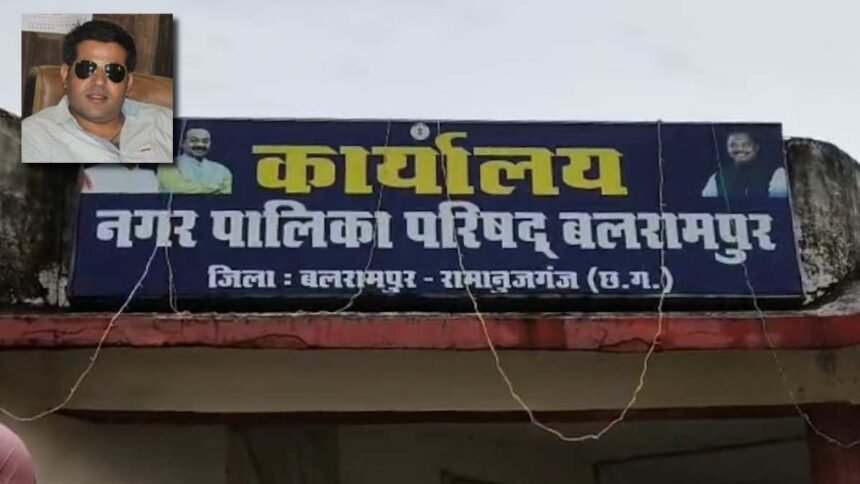 कार्यालय
नगर पालिका परिषद् बलरामपुर
जिला : बलरामपुर - रामानुजगंज (छ.ग.)